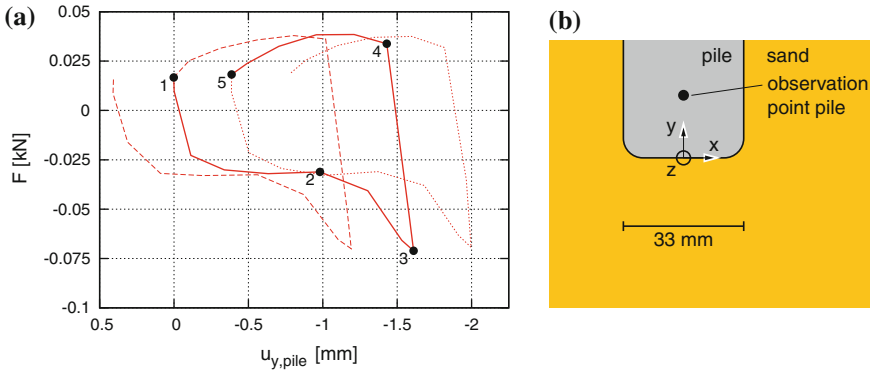 (a)
0.05
0.025
0
-0.025
-0.05
-0.075
-0.1
F [kN]
1
5
4
2
3
0.5 0 -0.5 -1 -1.5 -2
u_y,pile [mm]
(b)
pile sand
observation
point pile
y
x
z
33 mm